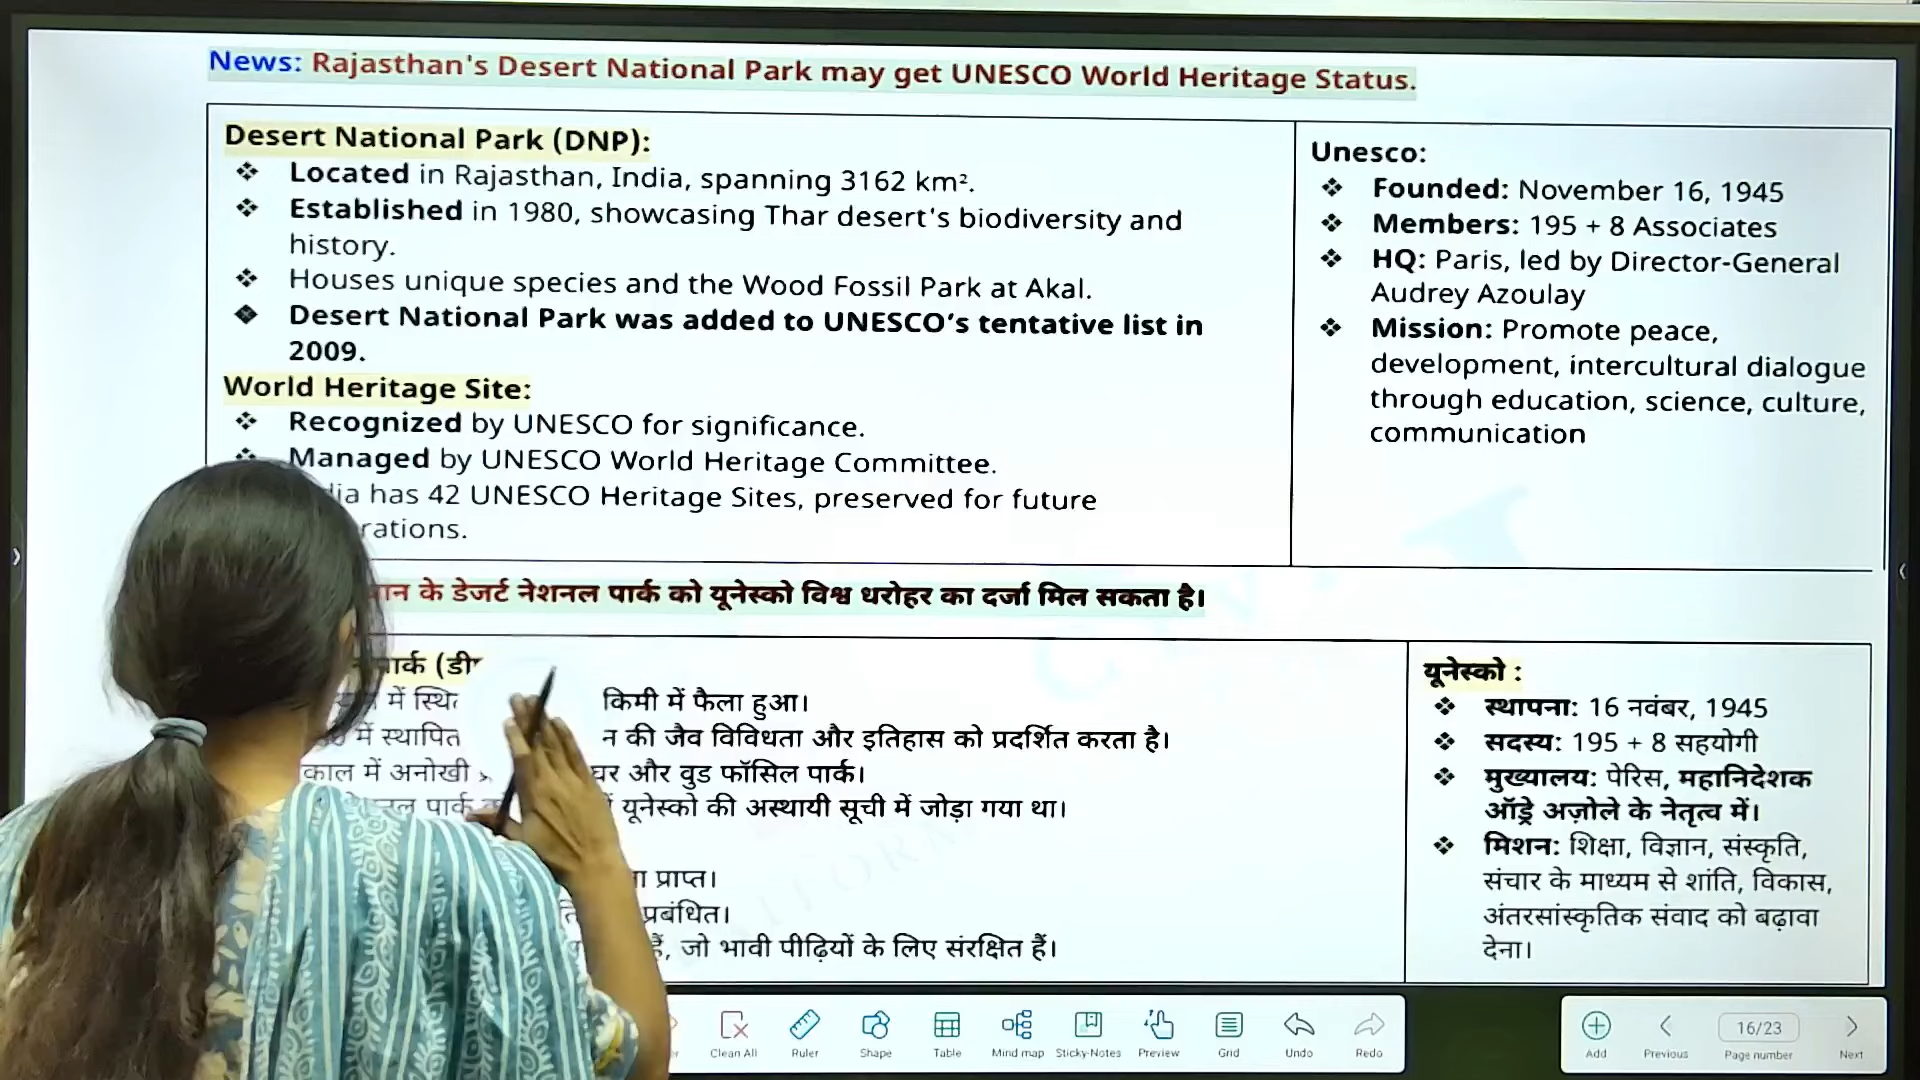 News: Rajasthan's Desert National Park may get UNESCO World Heritage Status.
Desert National Park (DNP):
❖ Located in Rajasthan, India, spanning 3162 km².
❖ Established in 1980, showcasing Thar desert's biodiversity and
history.
❖ Houses unique species and the Wood Fossil Park at Akal.
❖ Desert National Park was added to UNESCO's tentative list in
2009.
World Heritage Site:
❖ Recognized by UNESCO for significance.
❖ Managed by UNESCO World Heritage Committee.
has 42 UNESCO Heritage Sites, preserved for future
Unesco:
❖ Founded: November 16, 1945
❖ Members: 195 + 8 Associates
❖ HQ: Paris, led by Director-General
Audrey Azoulay
❖ Mission: Promote peace,
development, intercultural dialogue
through education, science, culture,
communication
के डेजर्ट नेशनल पार्क को यूनेस्को विश्व धरोहर का दर्जा मिल सकता है।
पार्क
में स्थित
किमी में फैला हुआ।
में स्थापित
की जैव विविधता और इतिहास को प्रदर्शित करता है।
में अनोखी
घर और वुड फॉसिल पार्क।
पार्क
यूनेस्को की अस्थायी सूची में जोड़ा गया था।
प्राप्त।
प्रबंधित।
हैं, जो भावी पीढ़ियों के लिए संरक्षित हैं।
यूनेस्को :
❖ स्थापना: 16 नवंबर, 1945
❖ सदस्य: 195 + 8 सहयोगी
❖ मुख्यालय: पेरिस, महानिदेशक
ऑड्रे अज़ोले के नेतृत्व में।
❖ मिशन: शिक्षा, विज्ञान, संस्कृति,
संचार के माध्यम से शांति, विकास,
अंतरसांस्कृतिक संवाद को बढ़ावा
देना।
Clean All Ruler Shape Table Mind map Sticky-Notes Preview Grid Undo Redo
16/23
Add Previous Page number Next